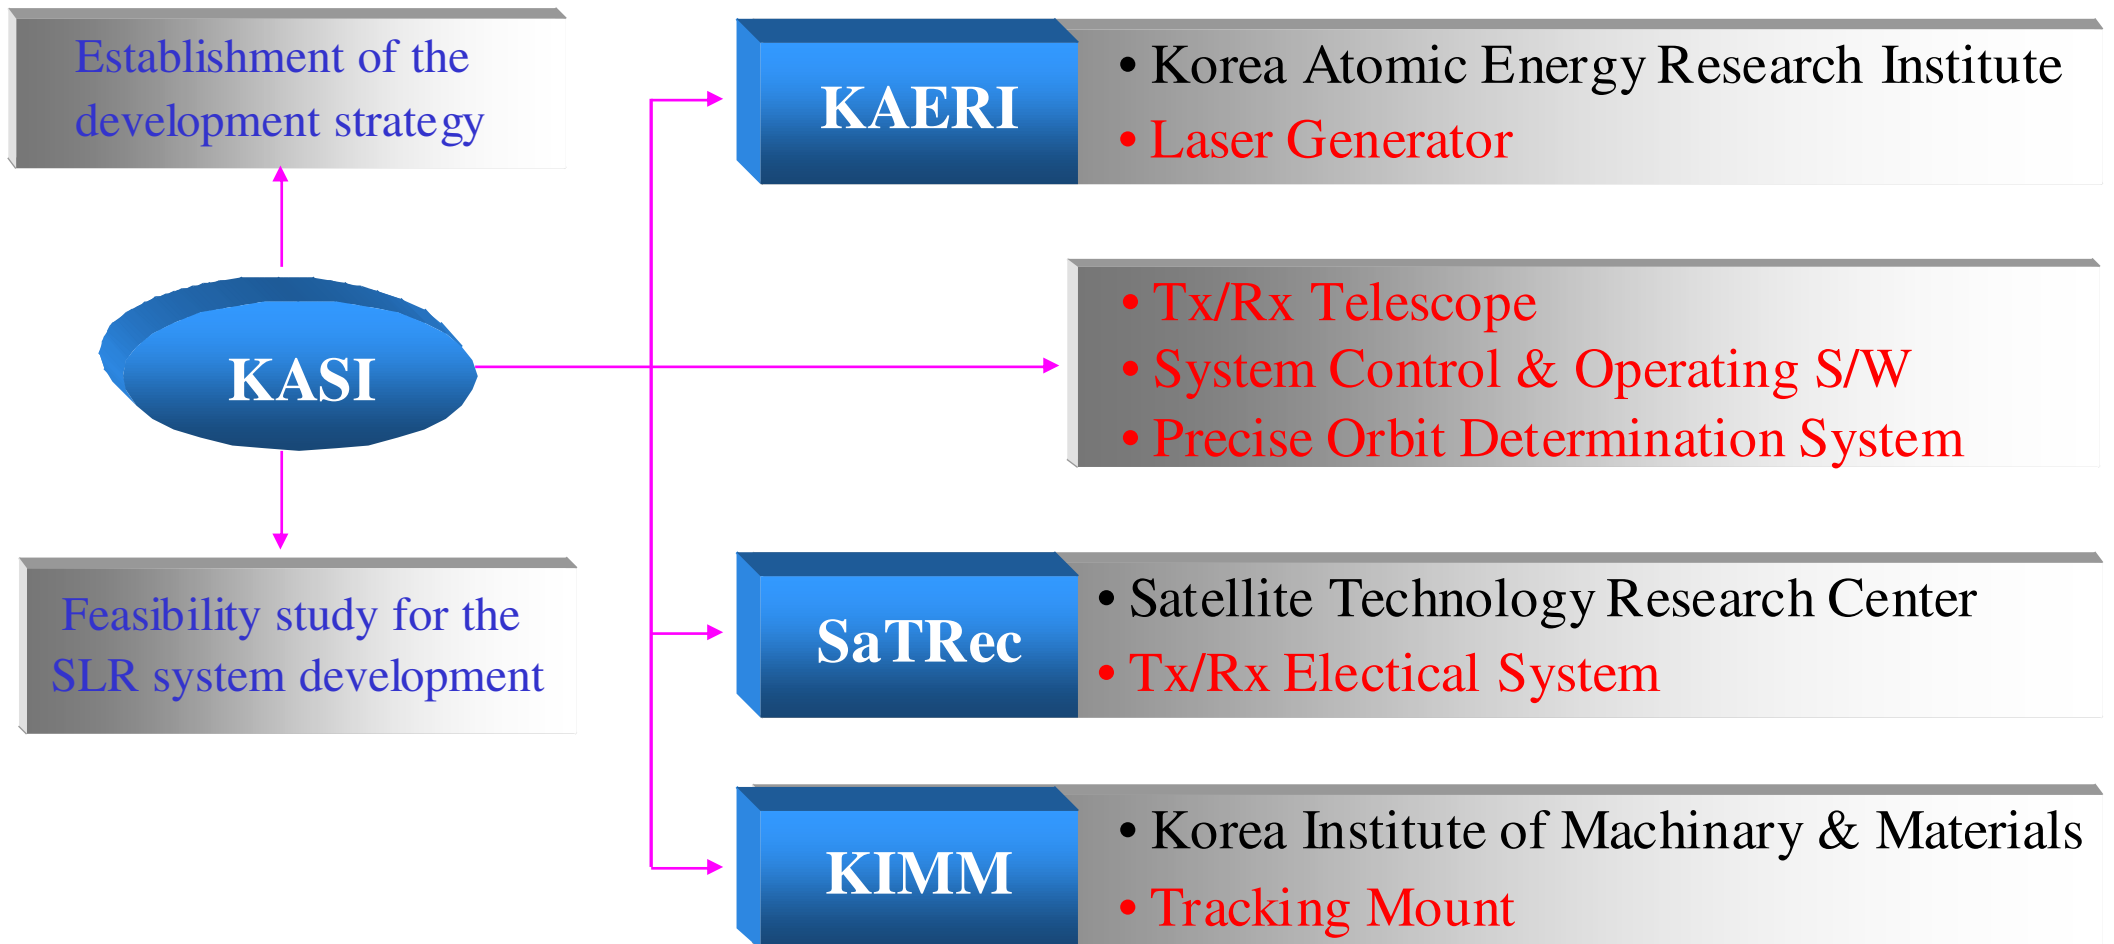 Establishment of the
development strategy
KASI
Feasibility study for the
SLR system development
KAERI
• Korea Atomic Energy Research Institute
• Laser Generator
• Tx/Rx Telescope
• System Control & Operating S/W
• Precise Orbit Determination System
SaTRec
• Satellite Technology Research Center
• Tx/Rx Electical System
KIMM
• Korea Institute of Machinary & Materials
• Tracking Mount